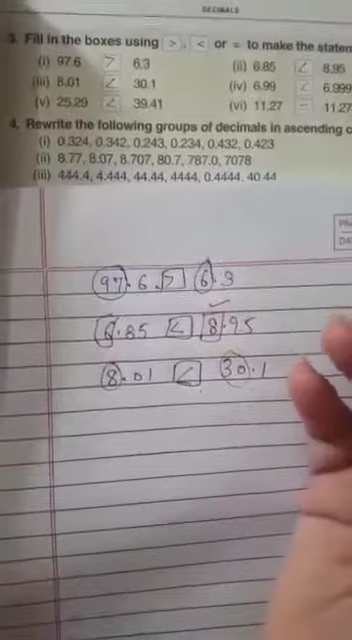 DECIMALS
3. Fill in the boxes using > , < or = to make the statem
(i) 97.6 > 6.3 (ii) 6.85 < 8.95
(iii) 8.01 < 30.1 (iv) 6.99 < 6.999
(v) 25.29 < 39.41 (vi) 11.27 = 11.27
4. Rewrite the following groups of decimals in ascending o
(i) 0.324, 0.342, 0.243, 0.234, 0.432, 0.423
(ii) 8.77, 8.07, 8.707, 80.7, 787.0, 7078
(iii) 444.4, 4.444, 44.44, 4444, 0.4444, 40.44
PA
DA
97.6 > 6.3
6.85 < 8.95
8.01 < 30.1